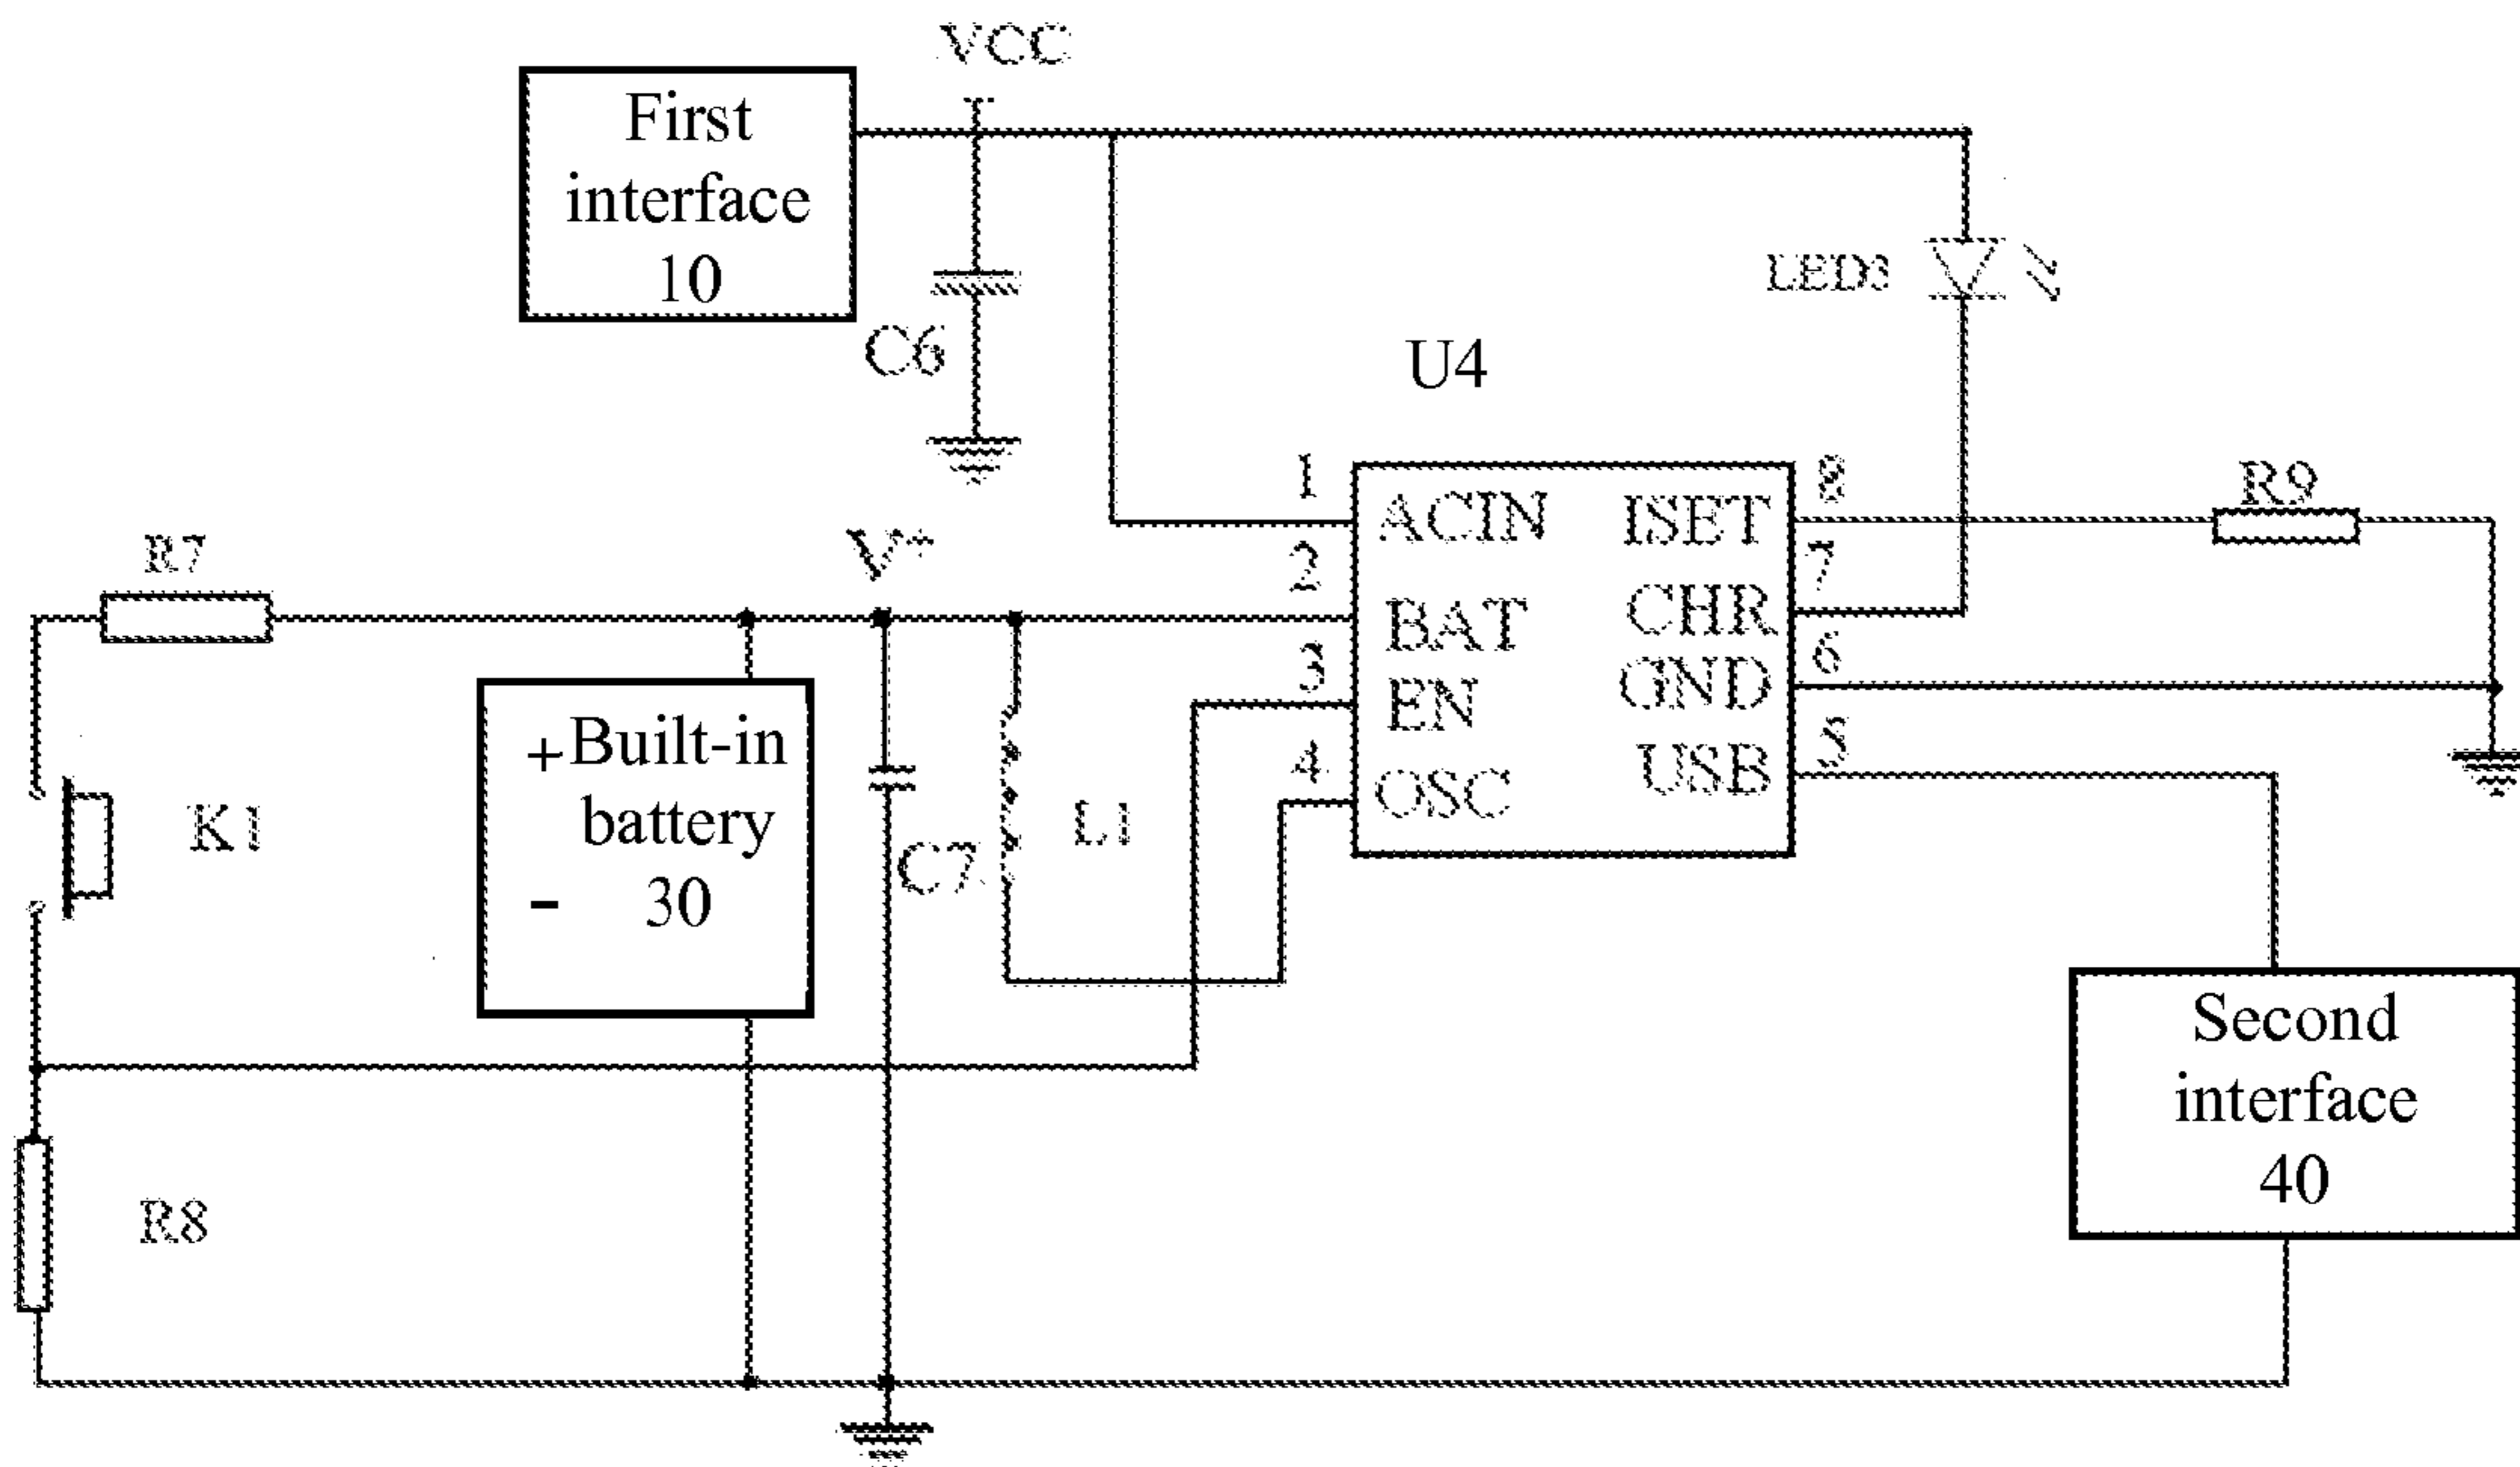 VCC
First
interface
10
LED3
C6
U4
1
8
R9
ACIN
ISET
R7
V+
2
7
BAT
CHR
3
6
EN
GND
4
5
OSC
USB
+Built-in
battery
- 30
K1
C7
L1
Second
interface
40
R8